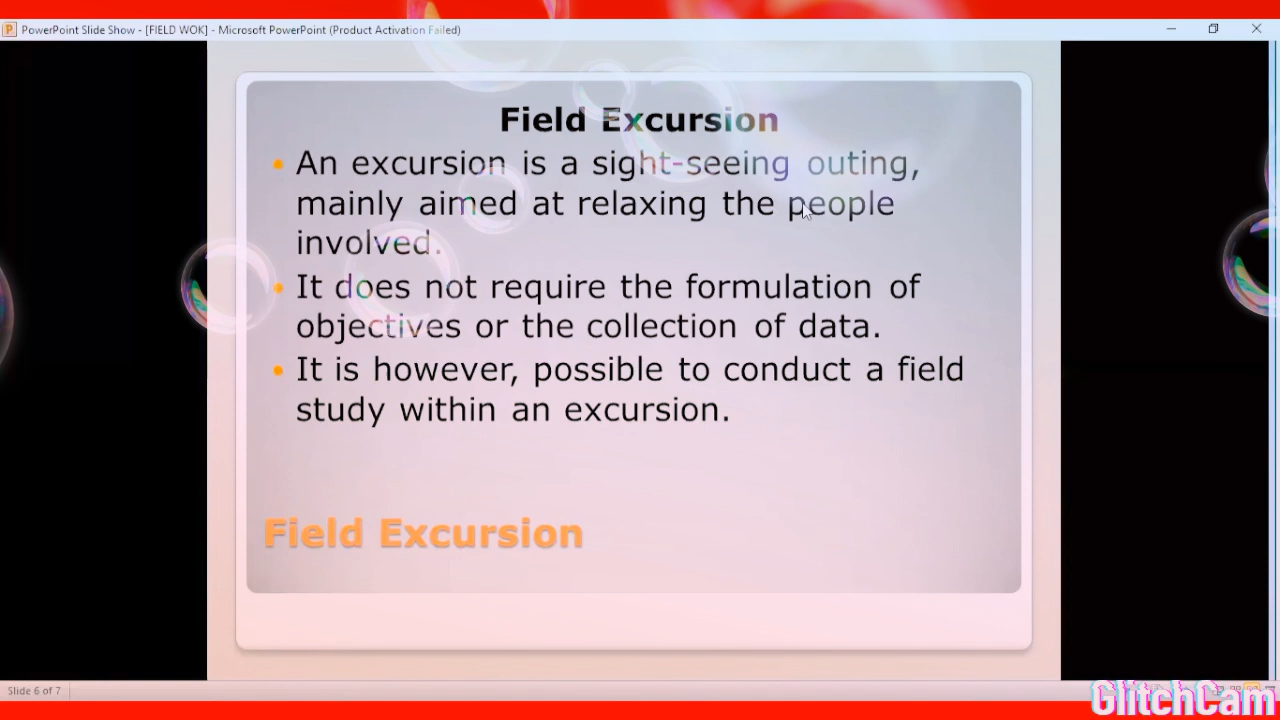 PowerPoint Slide Show - [FIELD WOK] - Microsoft PowerPoint (Product Activation Failed)
Field Excursion
• An excursion is a sight-seeing outing,
mainly aimed at relaxing the people
involved.
• It does not require the formulation of
objectives or the collection of data.
• It is however, possible to conduct a field
study within an excursion.
Field Excursion
Slide 6 of 7
GlitchCam